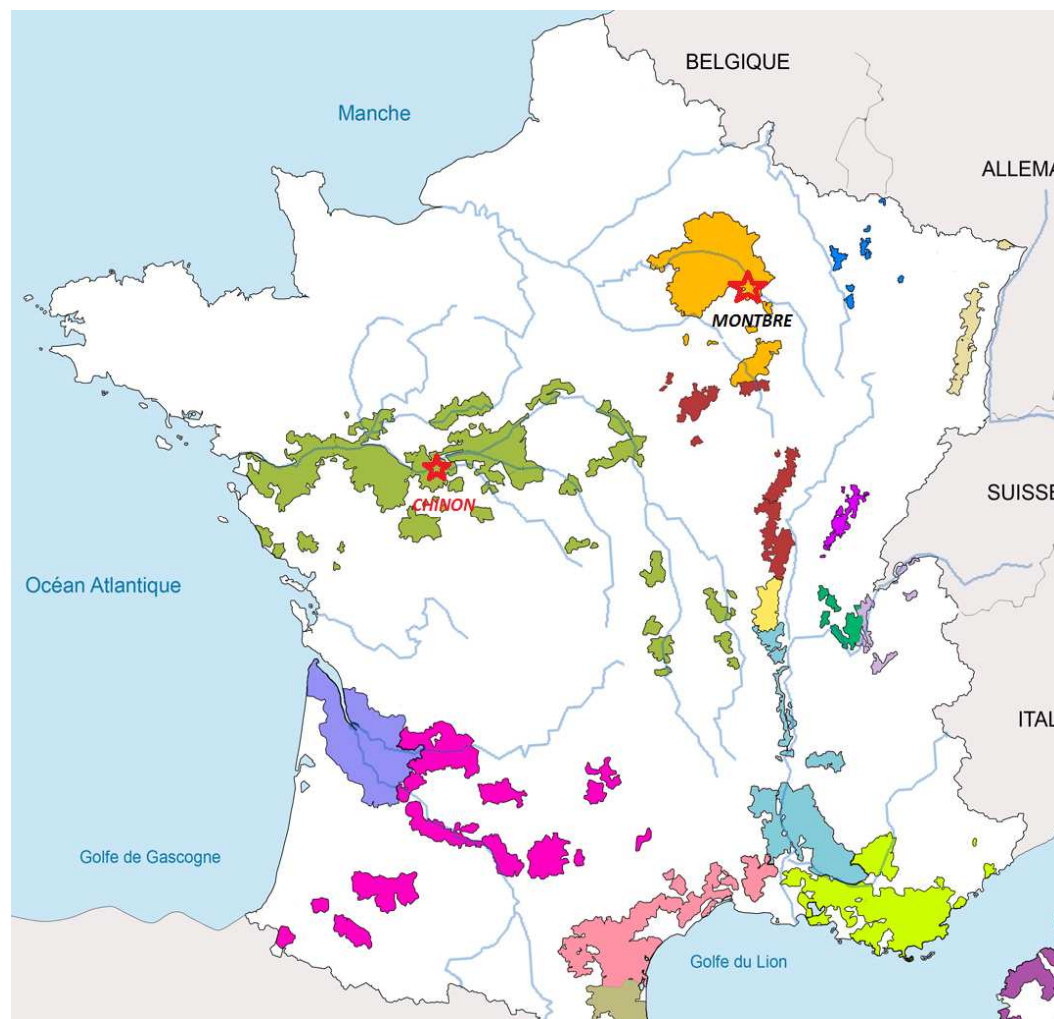 BELGIQUE
Manche
ALLEMA
MONTBRE
SUISSE
CHINON
Océan Atlantique
ITAL
Golfe de Gascogne
Golfe du Lion